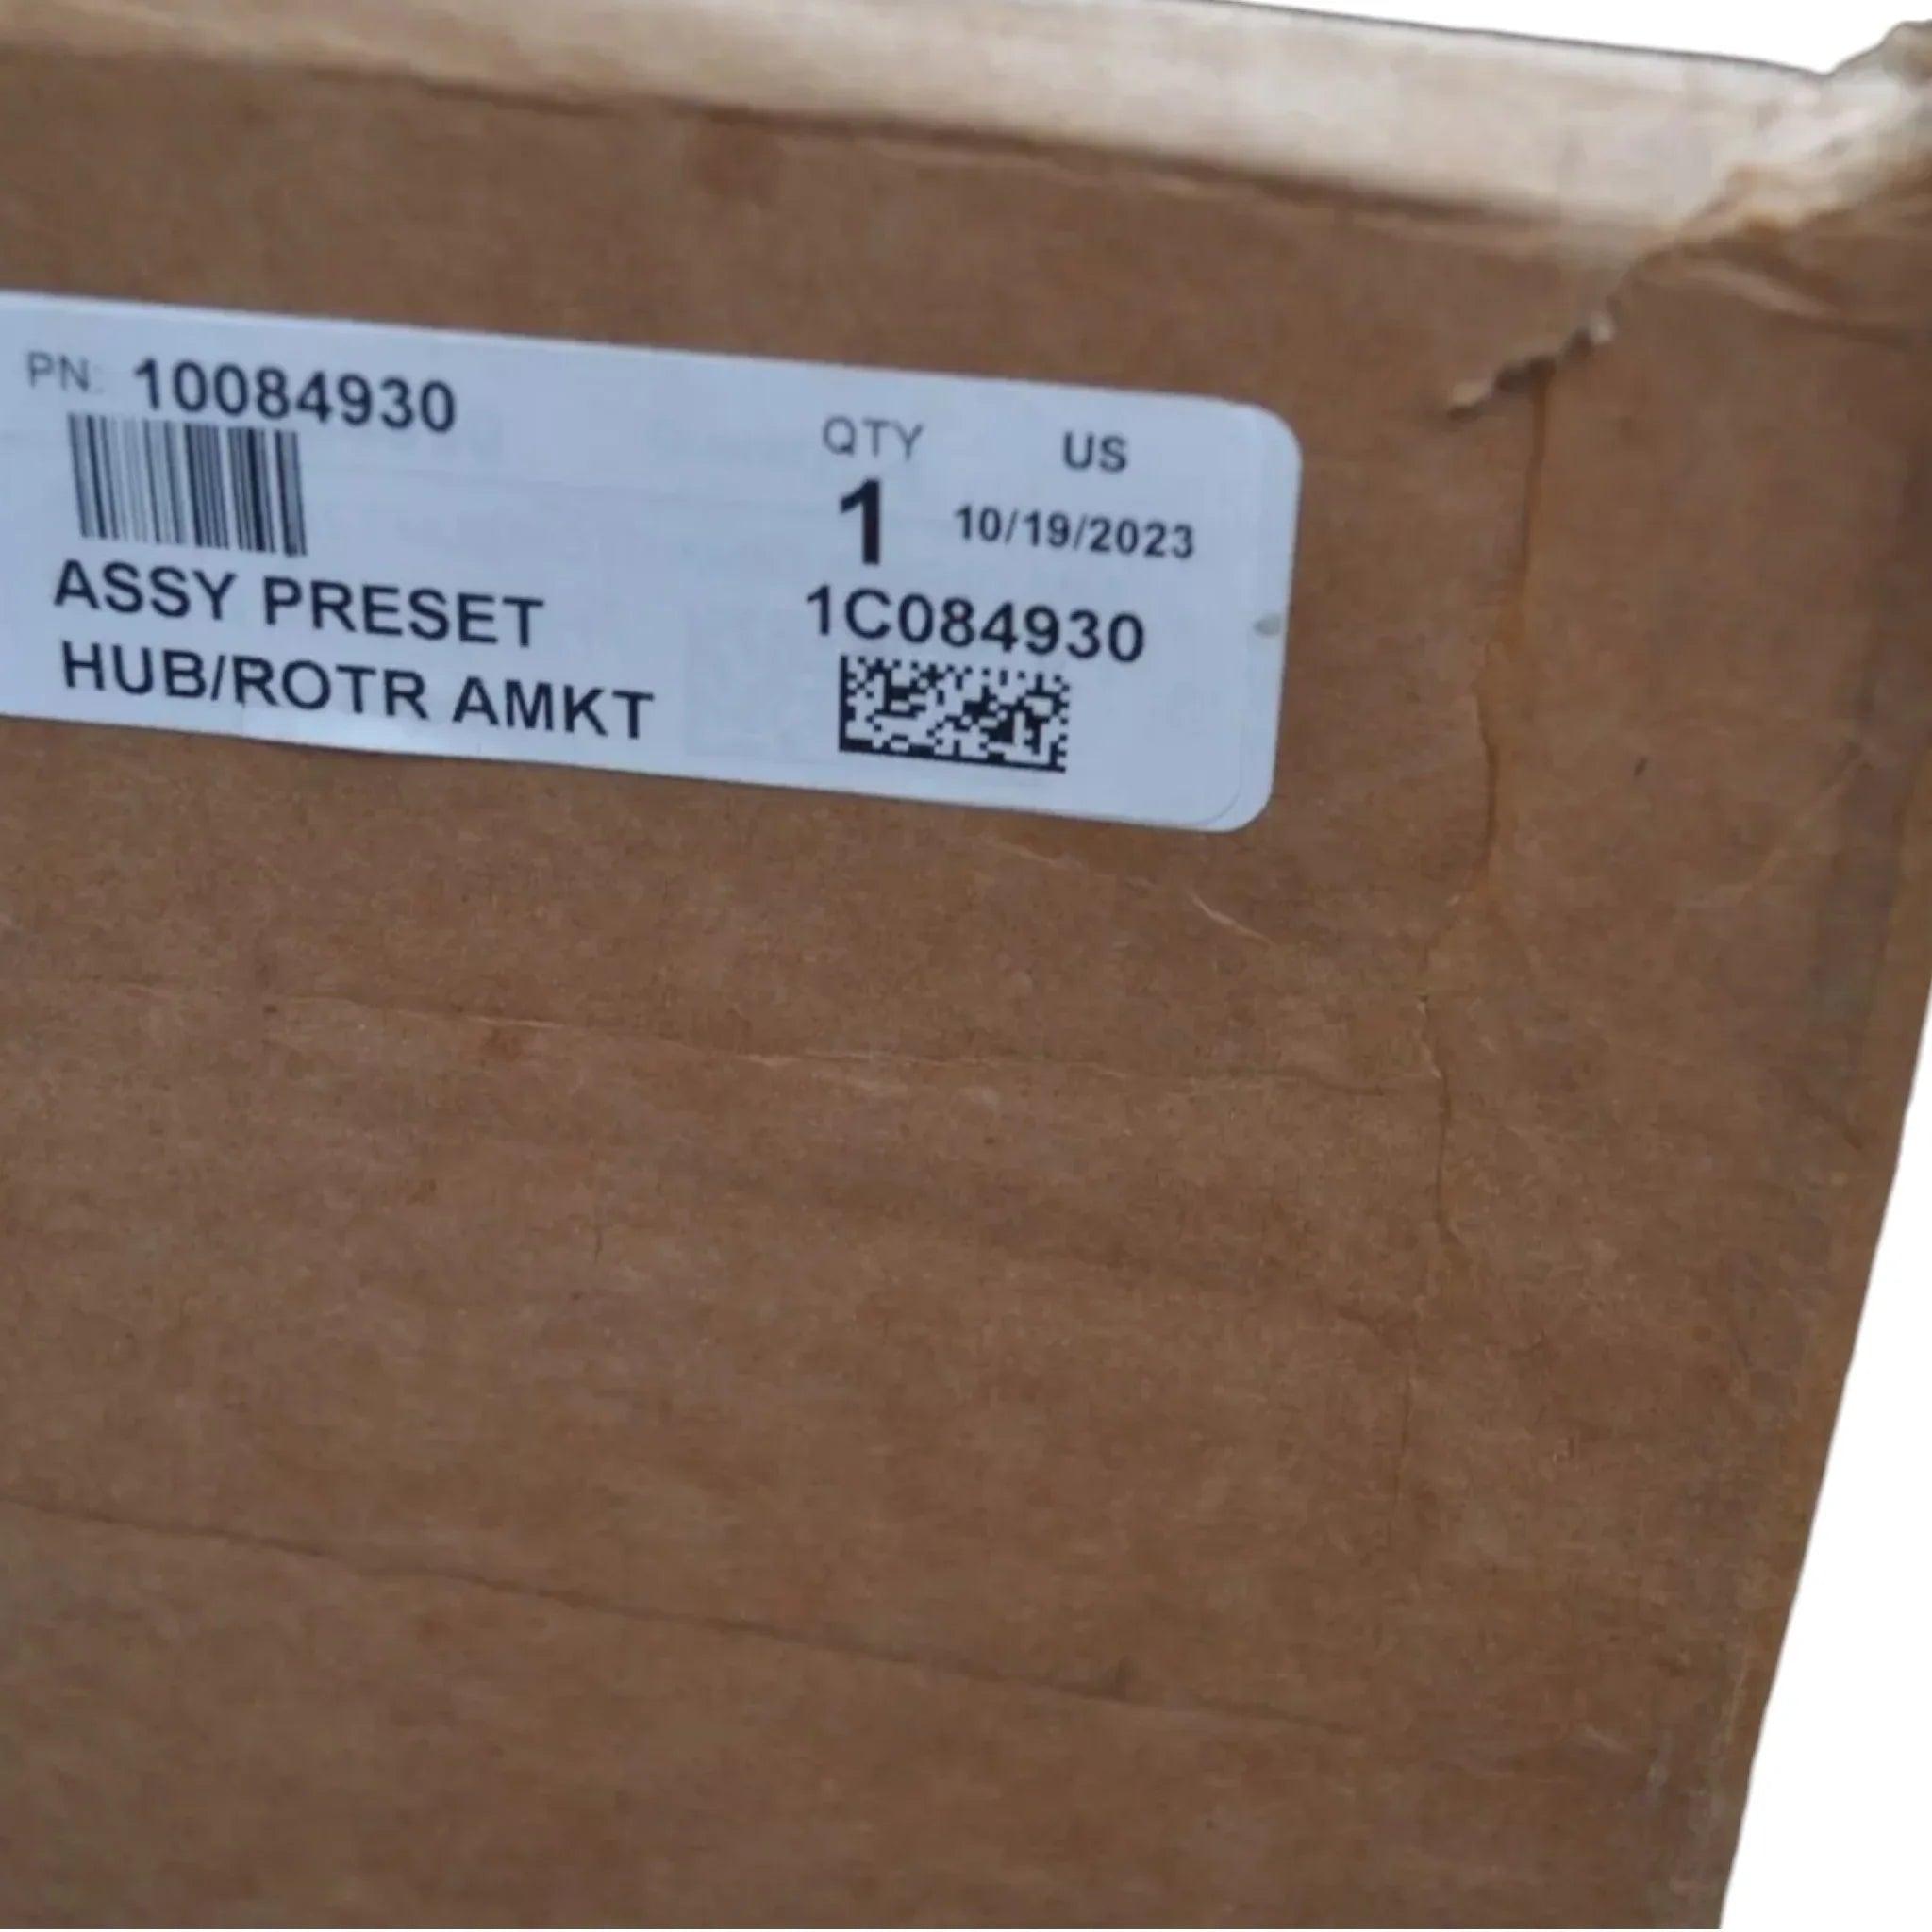 PN: 10084930
QTY US
1 10/19/2023
ASSY PRESET
HUB/ROTR AMKT
1C084930